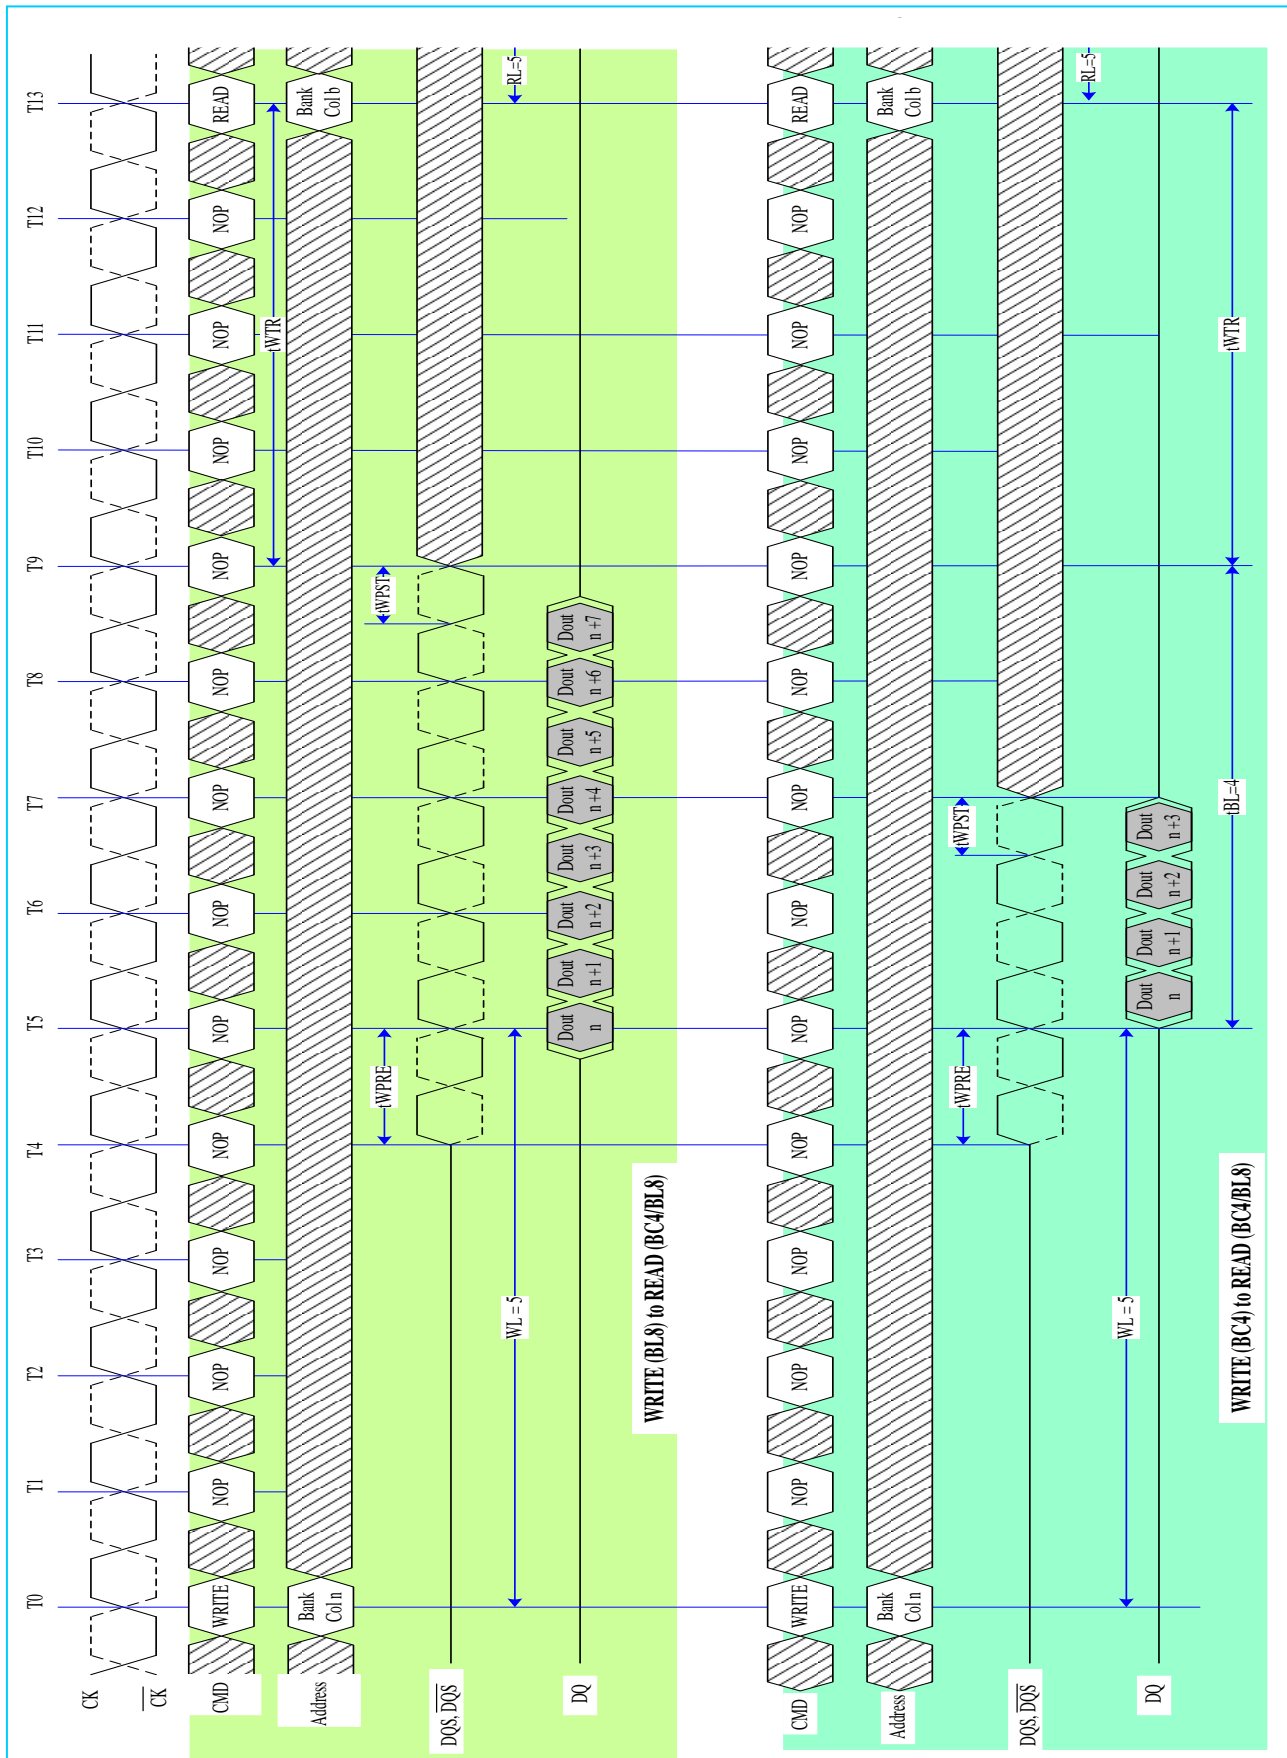 T0 T1 T2 T3 T4 T5 T6 T7 T8 T9 T10 T11 T12 T13
CK
CK
CMD WRITE NOP NOP NOP NOP NOP NOP NOP NOP NOP NOP NOP NOP READ
tWTR
Address Bank Col n Bank Col b
tWPRE tWPST
DQS, DQS
WL = 5 RL=5
DQ Dout n Dout n +1 Dout n +2 Dout n +3 Dout n +4 Dout n +5 Dout n +6 Dout n +7
WRITE (BL8) to READ (BC4/BL8)
CMD WRITE NOP NOP NOP NOP NOP NOP NOP NOP NOP NOP NOP NOP READ
Address Bank Col n Bank Col b
tWPRE tWPST
DQS, DQS
RL=5
WL = 5
DQ Dout n Dout n +1 Dout n +2 Dout n +3
tBL=4 tWTR
WRITE (BC4) to READ (BC4/BL8)